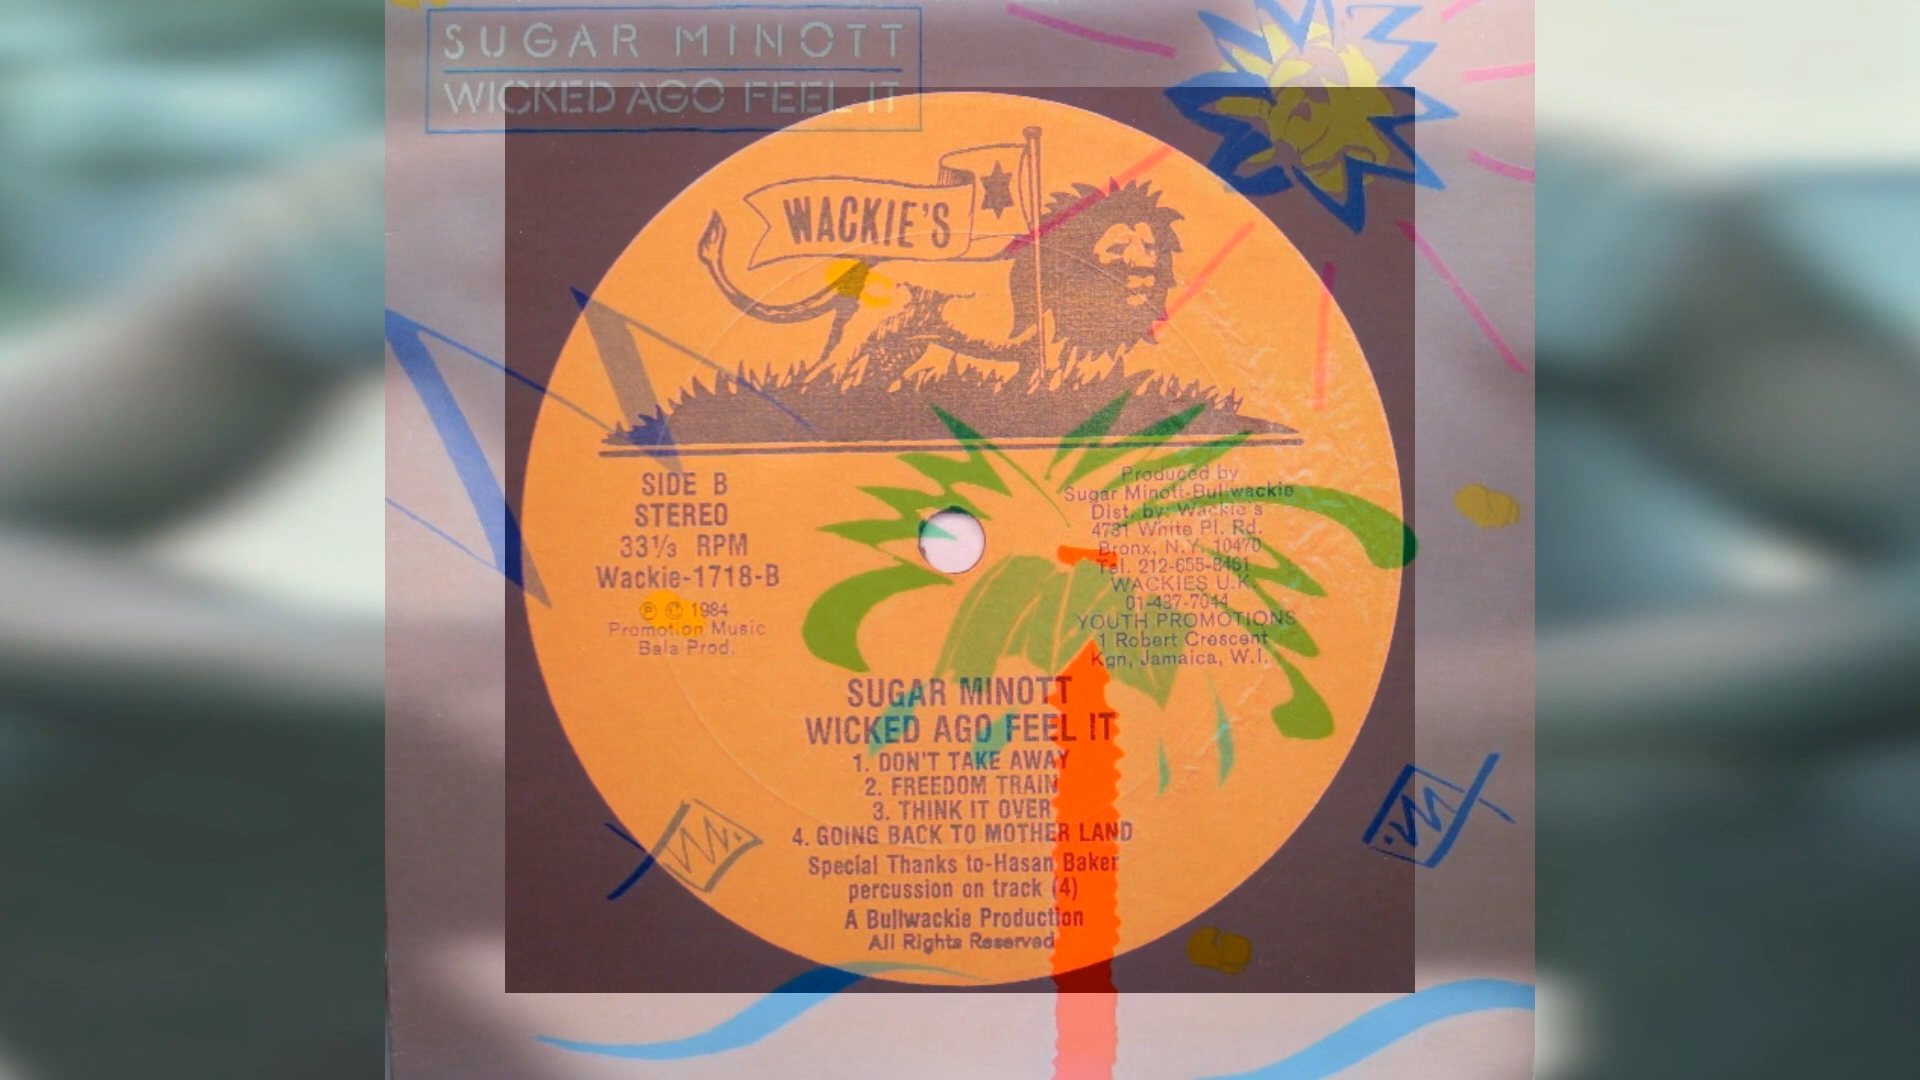 SUGAR MINOTT
WICKED AGO FEEL IT
WACKIE'S
SIDE B
STEREO
33⅓ RPM
Wackie-1718-B
Ⓟ © 1984
Promotion Music
Bala Prod.
Produced by
Sugar Minott-Bullwackie
Dist. by: Wackie's
4731 White Pl. Rd.
Bronx, N.Y. 10470
Tel. 212-655-8461
WACKIES U.K.
01-437-7044
YOUTH PROMOTIONS
1 Robert Crescent
Kgn, Jamaica, W.I.
SUGAR MINOTT
WICKED AGO FEEL IT
1. DON'T TAKE AWAY
2. FREEDOM TRAIN
3. THINK IT OVER
4. GOING BACK TO MOTHER LAND
Special Thanks to-Hasan Baker
percussion on track (4)
A Bullwackie Production
All Rights Reserved